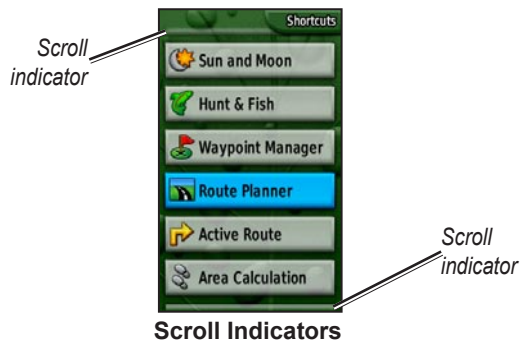 Shortcuts
Scroll
indicator
Sun and Moon
Hunt & Fish
Waypoint Manager
Route Planner
Active Route
Area Calculation
Scroll
indicator
Scroll Indicators